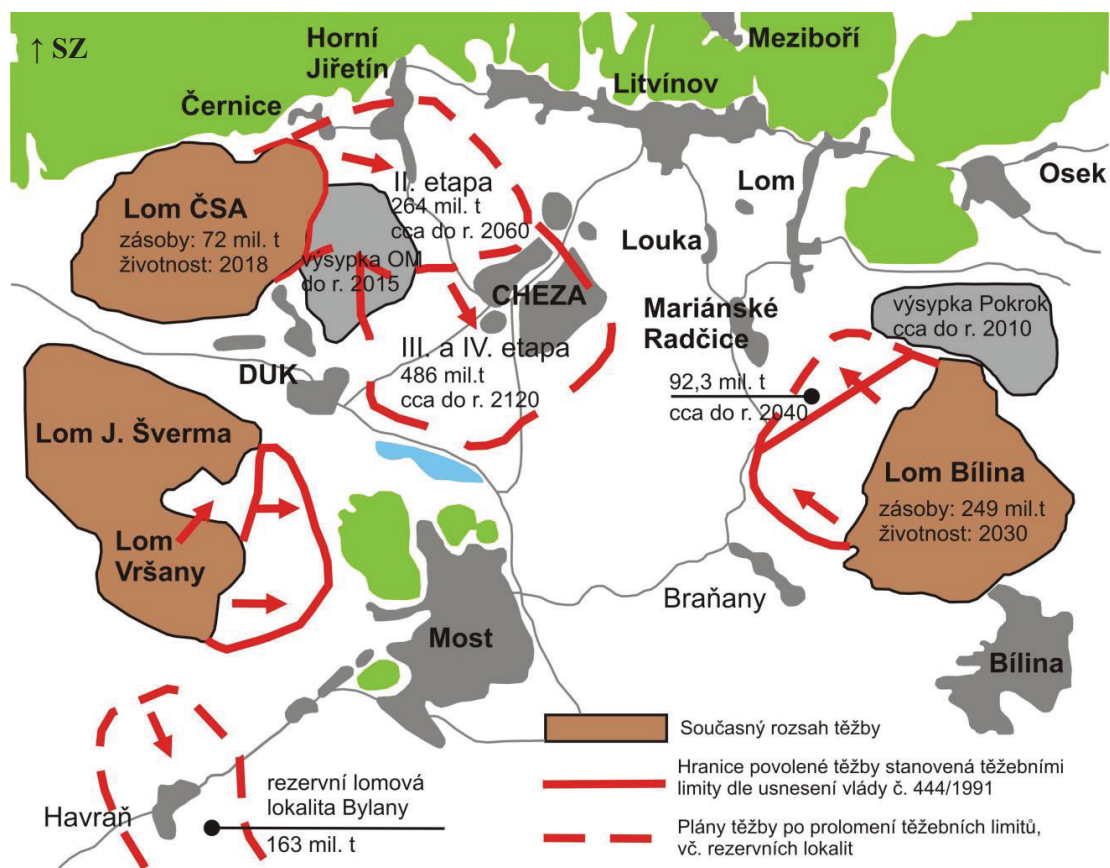 ↑ SZ
Horní
Jiřetín
Meziboří
Litvínov
Černice
Osek
Lom
Louka
Lom ČSA
zásoby: 72 mil. t
životnost: 2018
II. etapa
264 mil. t
cca do r. 2060
výsypka OM
do r. 2015
CHEZA
Mariánské
Radčice
výsypka Pokrok
cca do r. 2010
III. a IV. etapa
486 mil.t
cca do r. 2120
DUK
92,3 mil. t
cca do r. 2040
Lom J. Šverma
Lom Bílina
zásoby: 249 mil.t
životnost: 2030
Lom
Vršany
Braňany
Most
Bílina
Současný rozsah těžby
Hranice povolené těžby stanovená těžebními
limity dle usnesení vlády č. 444/1991
Plány těžby po prolomení těžebních limitů,
vč. rezervních lokalit
Havraň
rezervní lomová
lokalita Bylany
163 mil. t